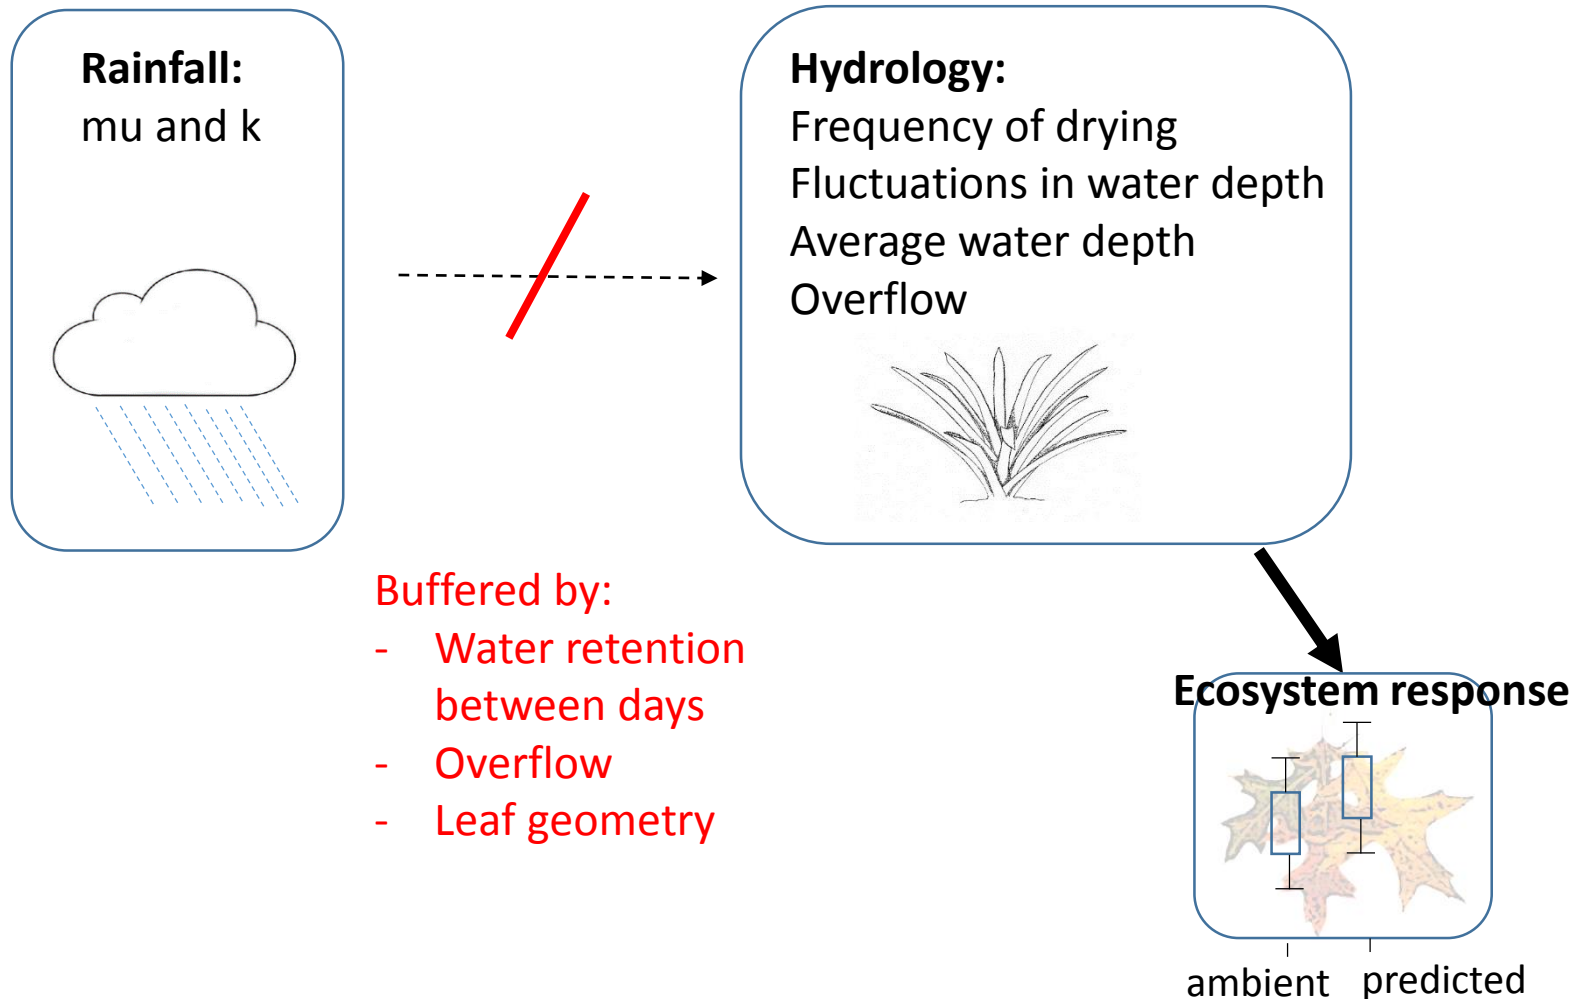 Rainfall:
mu and k
Hydrology:
Frequency of drying
Fluctuations in water depth
Average water depth
Overflow
Buffered by:
- Water retention
between days
- Overflow
- Leaf geometry
Ecosystem response
ambient
predicted